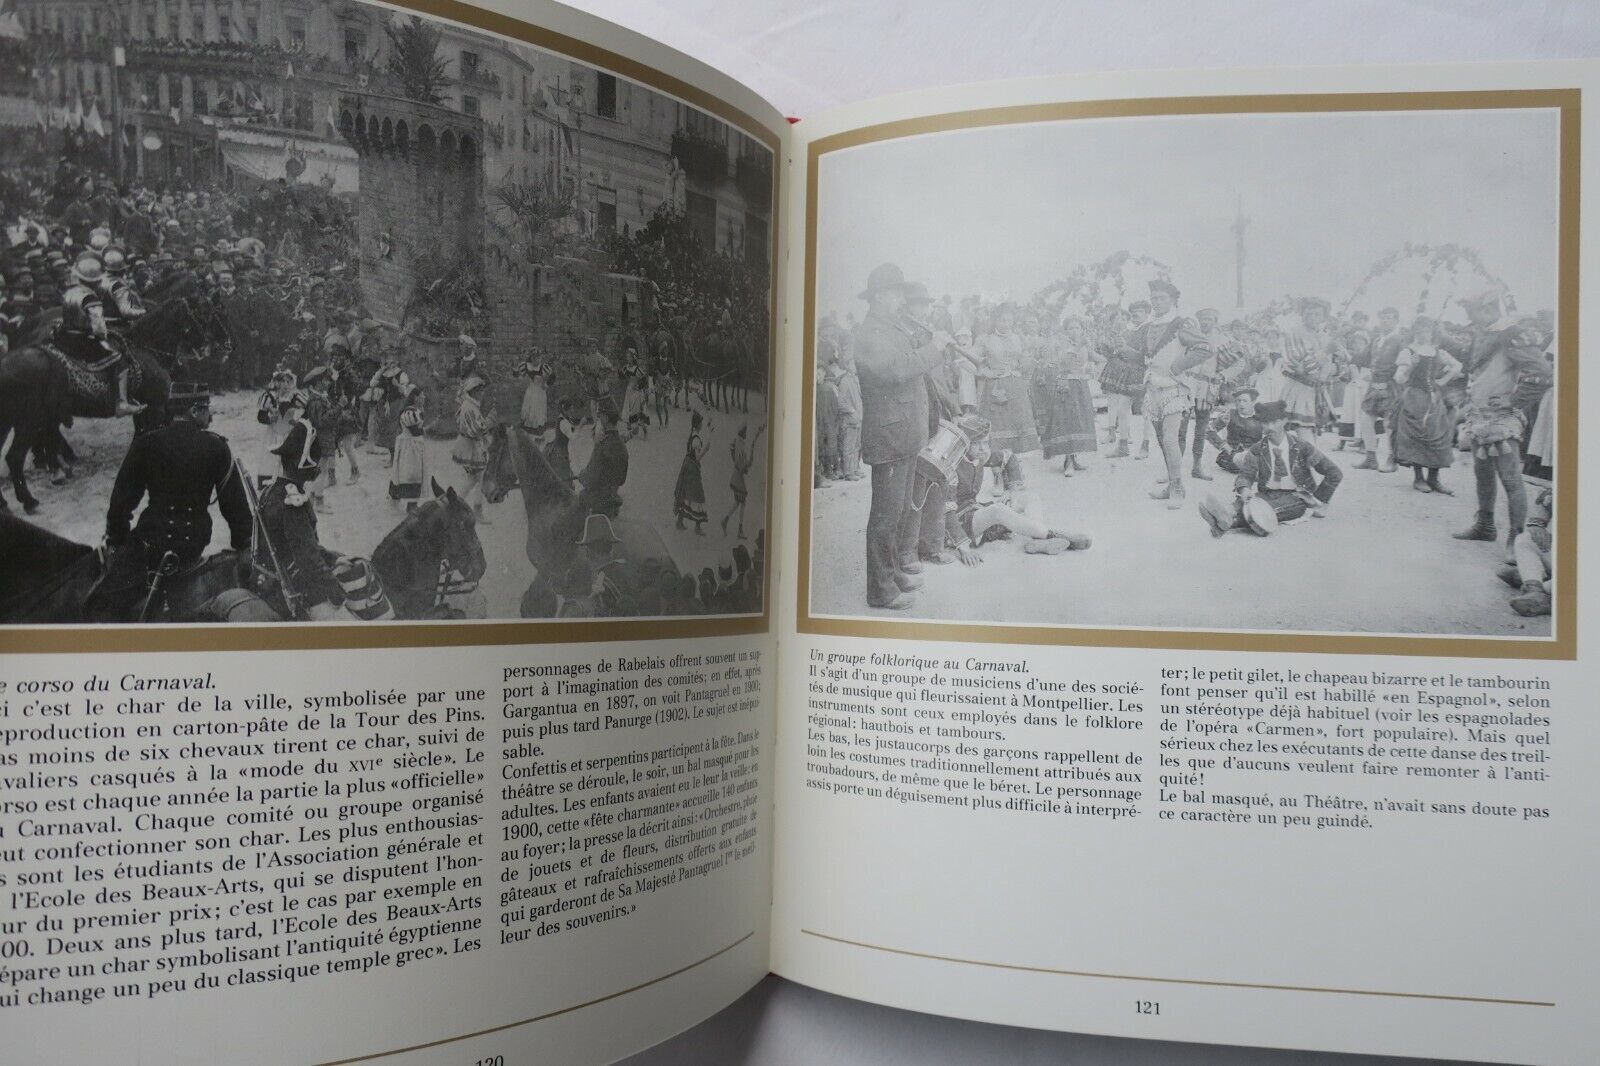 corso du Carnaval.
c'est le char de la ville, symbolisée par une
reproduction en carton-pâte de la Tour des Pins.
moins de six chevaux tirent ce char, suivi de
cavaliers casqués à la «mode du XVIe siècle». Le
corso est chaque année la partie la plus «officielle»
Carnaval. Chaque comité ou groupe organisé
confectionner son char. Les plus enthousias-
sont les étudiants de l'Association générale et
l'Ecole des Beaux-Arts, qui se disputent l'hon-
du premier prix; c'est le cas par exemple en
00. Deux ans plus tard, l'Ecole des Beaux-Arts
un char symbolisant l'antiquité égyptienne
change un peu du classique temple grec». Les
personnages de Rabelais offrent souvent un sup-
port à l'imagination des comités; en effet, après
Gargantua en 1897, on voit Pantagruel en 1900;
puis plus tard Panurge (1902). Le sujet est inépui-
sable.
Confettis et serpentins participent à la fête. Dans le
théâtre se déroule, le soir, un bal masqué pour les
adultes. Les enfants avaient eu le leur la veille; en
1900, cette «fête charmante» accueille 140 enfants
au foyer; la presse la décrit ainsi: «Orchestre, pluie
de jouets et de fleurs, distribution gratuite de
gâteaux et rafraîchissements offerts aux enfants
qui garderont de Sa Majesté Pantagruel Ier le meil-
leur des souvenirs.»
120
Un groupe folklorique au Carnaval.
Il s'agit d'un groupe de musiciens d'une des socié-
tés de musique qui fleurissaient à Montpellier. Les
instruments sont ceux employés dans le folklore
régional: hautbois et tambours.
Les bas, les justaucorps des garçons rappellent de
loin les costumes traditionnellement attribués aux
troubadours, de même que le béret. Le personnage
assis porte un déguisement plus difficile à interpré-
ter; le petit gilet, le chapeau bizarre et le tambourin
font penser qu'il est habillé «en Espagnol», selon
un stéréotype déjà habituel (voir les espagnolades
de l'opéra «Carmen», fort populaire). Mais quel
sérieux chez les exécutants de cette danse des treil-
les que d'aucuns veulent faire remonter à l'anti-
quité!
Le bal masqué, au Théâtre, n'avait sans doute pas
ce caractère un peu guindé.
121